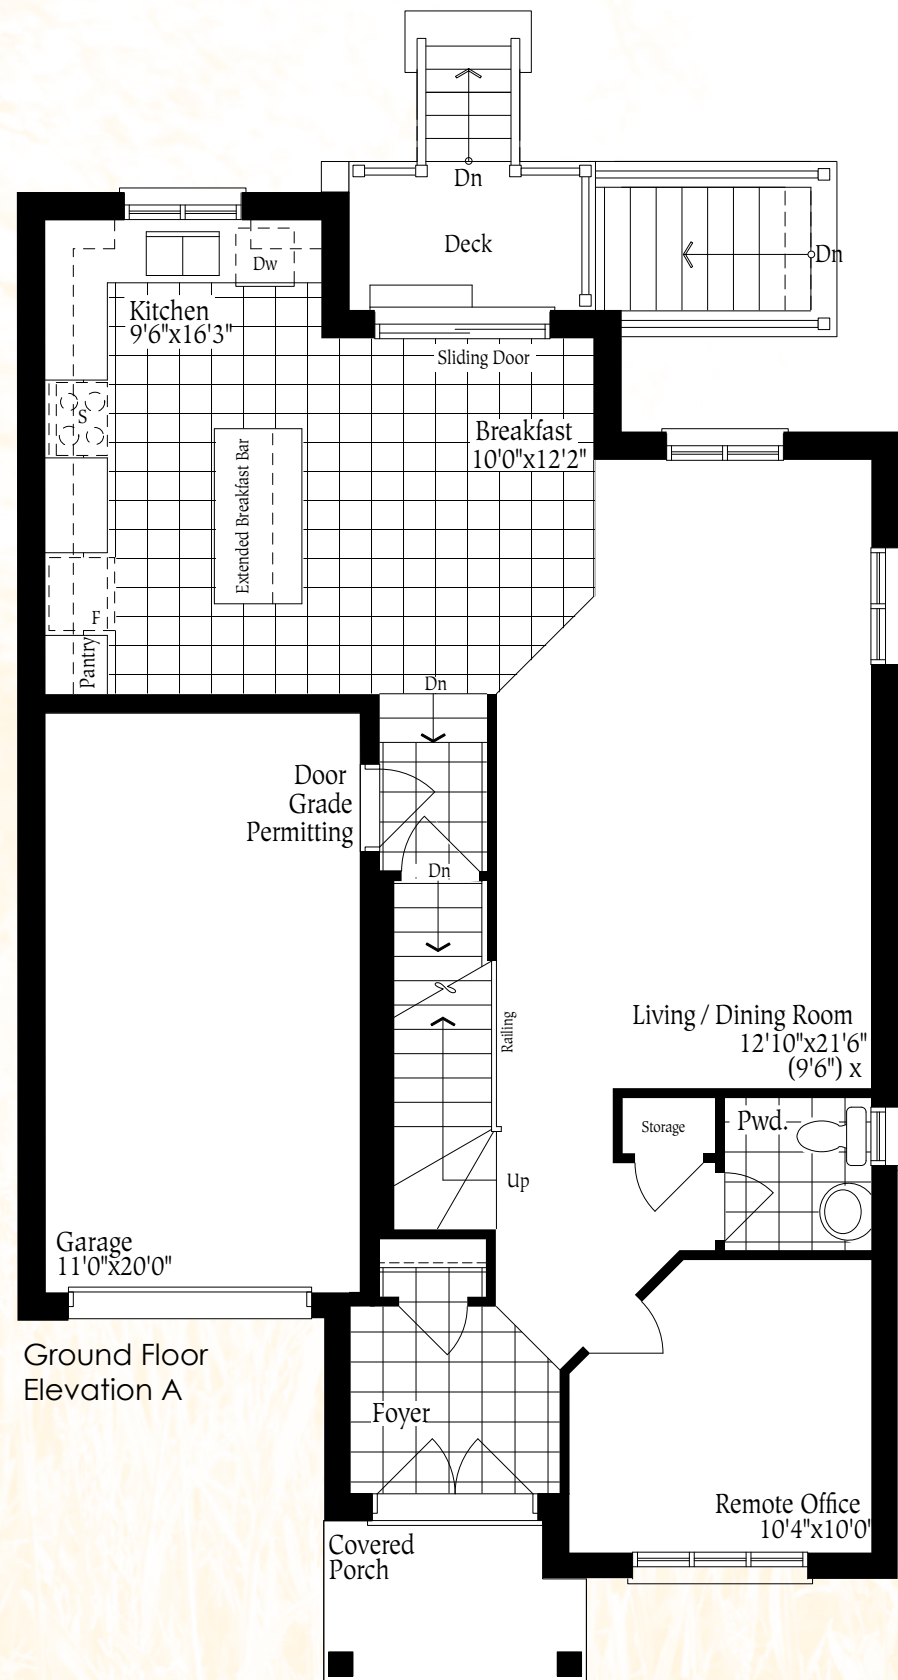 Dn
Deck
Dn
Dw
Kitchen
9'6"x16'3"
Sliding Door
S
Breakfast
10'0"x12'2"
Extended Breakfast Bar
F
Pantry
Dn
Door
Grade
Permitting
Dn
Railing
Living / Dining Room
12'10"x21'6"
(9'6") x
Storage
Pwd.
Up
Garage
11'0"x20'0"
Ground Floor
Elevation A
Foyer
Remote Office
10'4"x10'0'
Covered
Porch